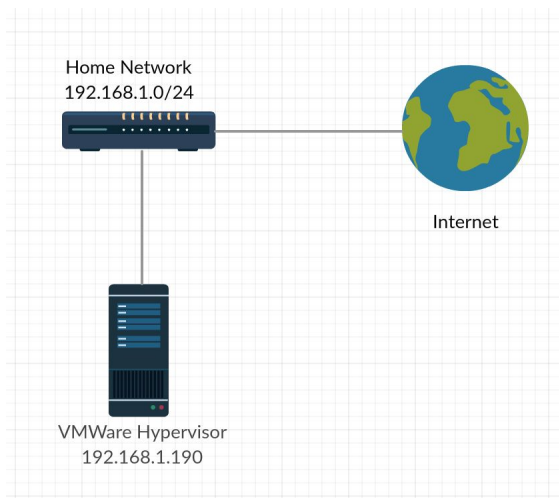 Home Network
192.168.1.0/24
Internet
VMWare Hypervisor
192.168.1.190